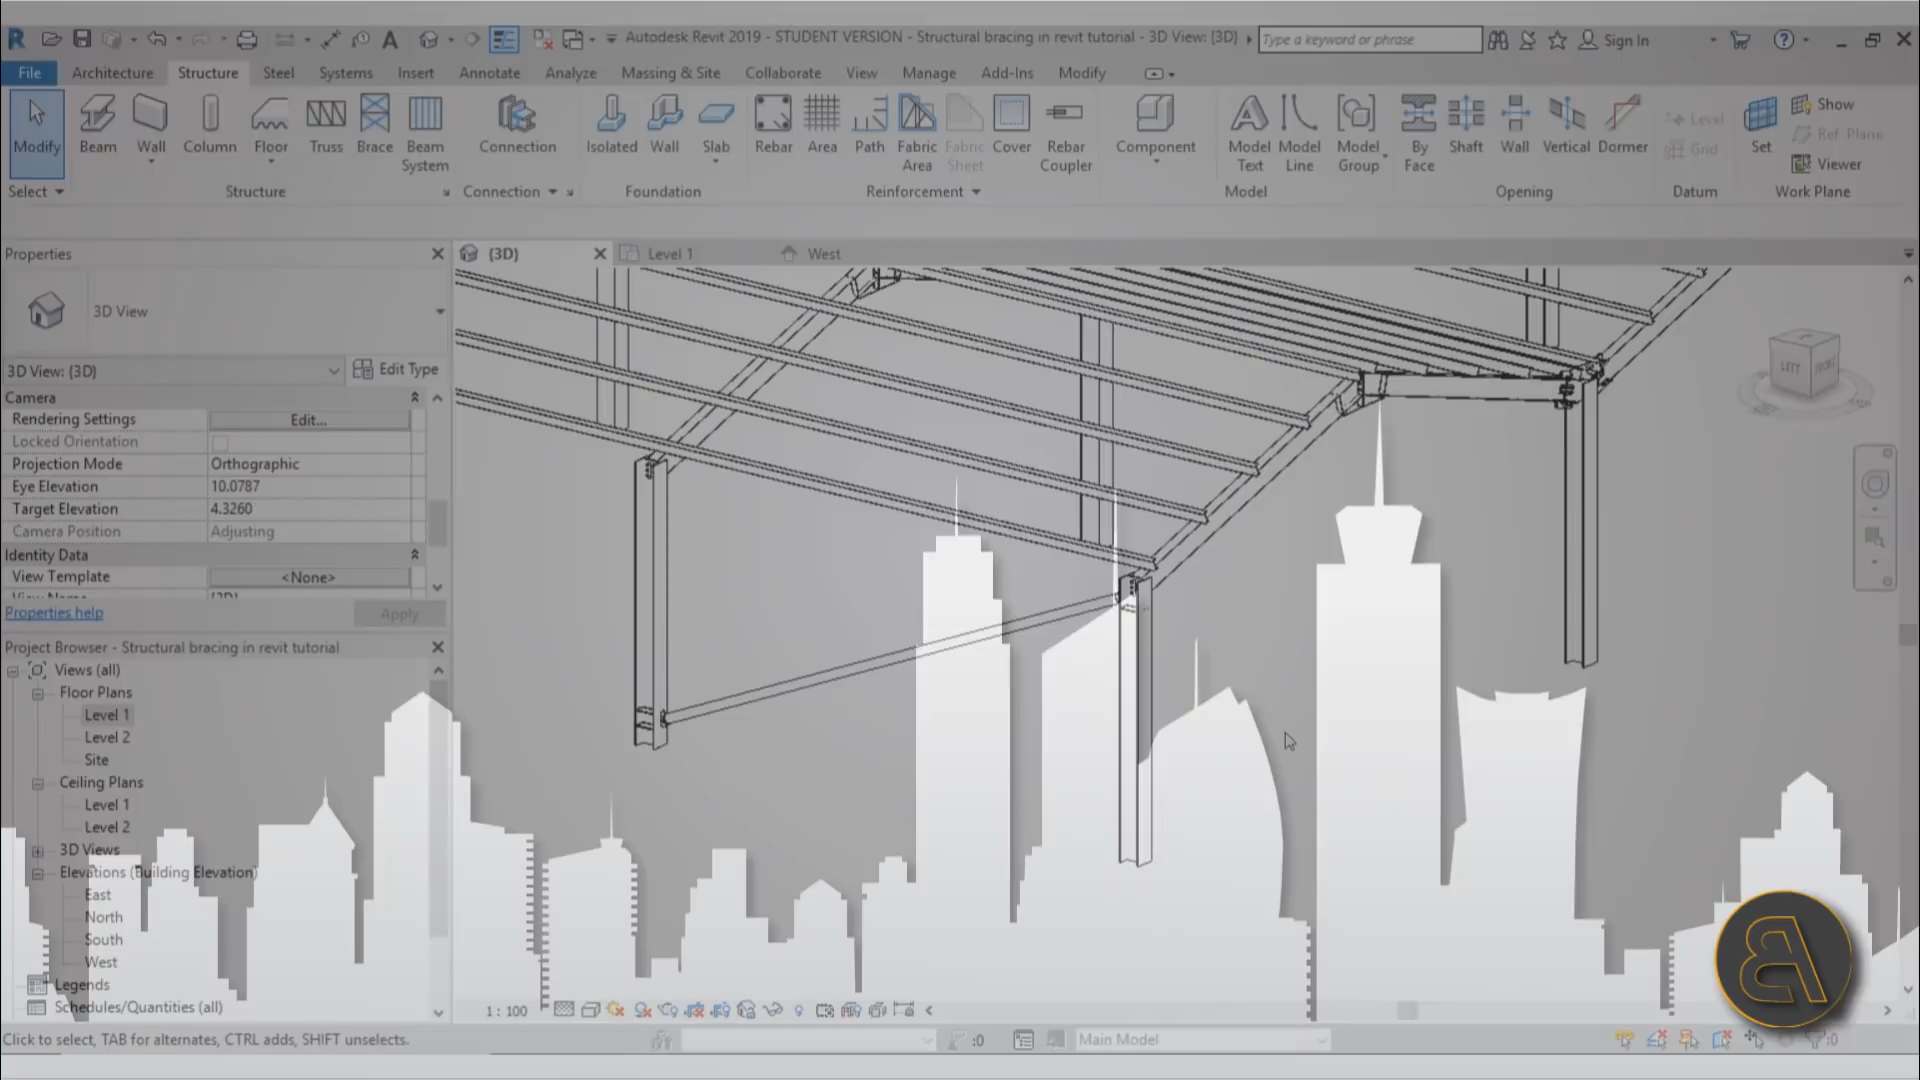 Autodesk Revit 2019 - STUDENT VERSION - Structural bracing in revit tutorial - 3D View: {3D}
Type a keyword or phrase
Sign In
File Architecture Structure Steel Systems Insert Annotate Analyze Massing & Site Collaborate View Manage Add-Ins Modify
Modify Beam Wall Column Floor Truss Brace Beam System Connection Isolated Wall Slab Rebar Area Path Fabric Area Fabric Sheet Cover Rebar Coupler Component Model Text Model Line Model Group By Face Shaft Wall Vertical Dormer Level Grid Set Show Ref Plane Viewer
Select Structure Connection Foundation Reinforcement Model Opening Datum Work Plane
Properties
{3D} Level 1 West
3D View
3D View: {3D} Edit Type
Camera
Rendering Settings Edit...
Locked Orientation
Projection Mode Orthographic
Eye Elevation 10.0787
Target Elevation 4.3260
Camera Position Adjusting
Identity Data
View Template <None>
View Name {3D}
Properties help Apply
Project Browser - Structural bracing in revit tutorial
Views (all)
Floor Plans
Level 1
Level 2
Site
Ceiling Plans
Level 1
Level 2
3D Views
Elevations (Building Elevation)
East
North
South
West
Legends
Schedules/Quantities (all)
LEFT FRONT
1 : 100
Click to select, TAB for alternates, CTRL adds, SHIFT unselects.
:0
Main Model
:0